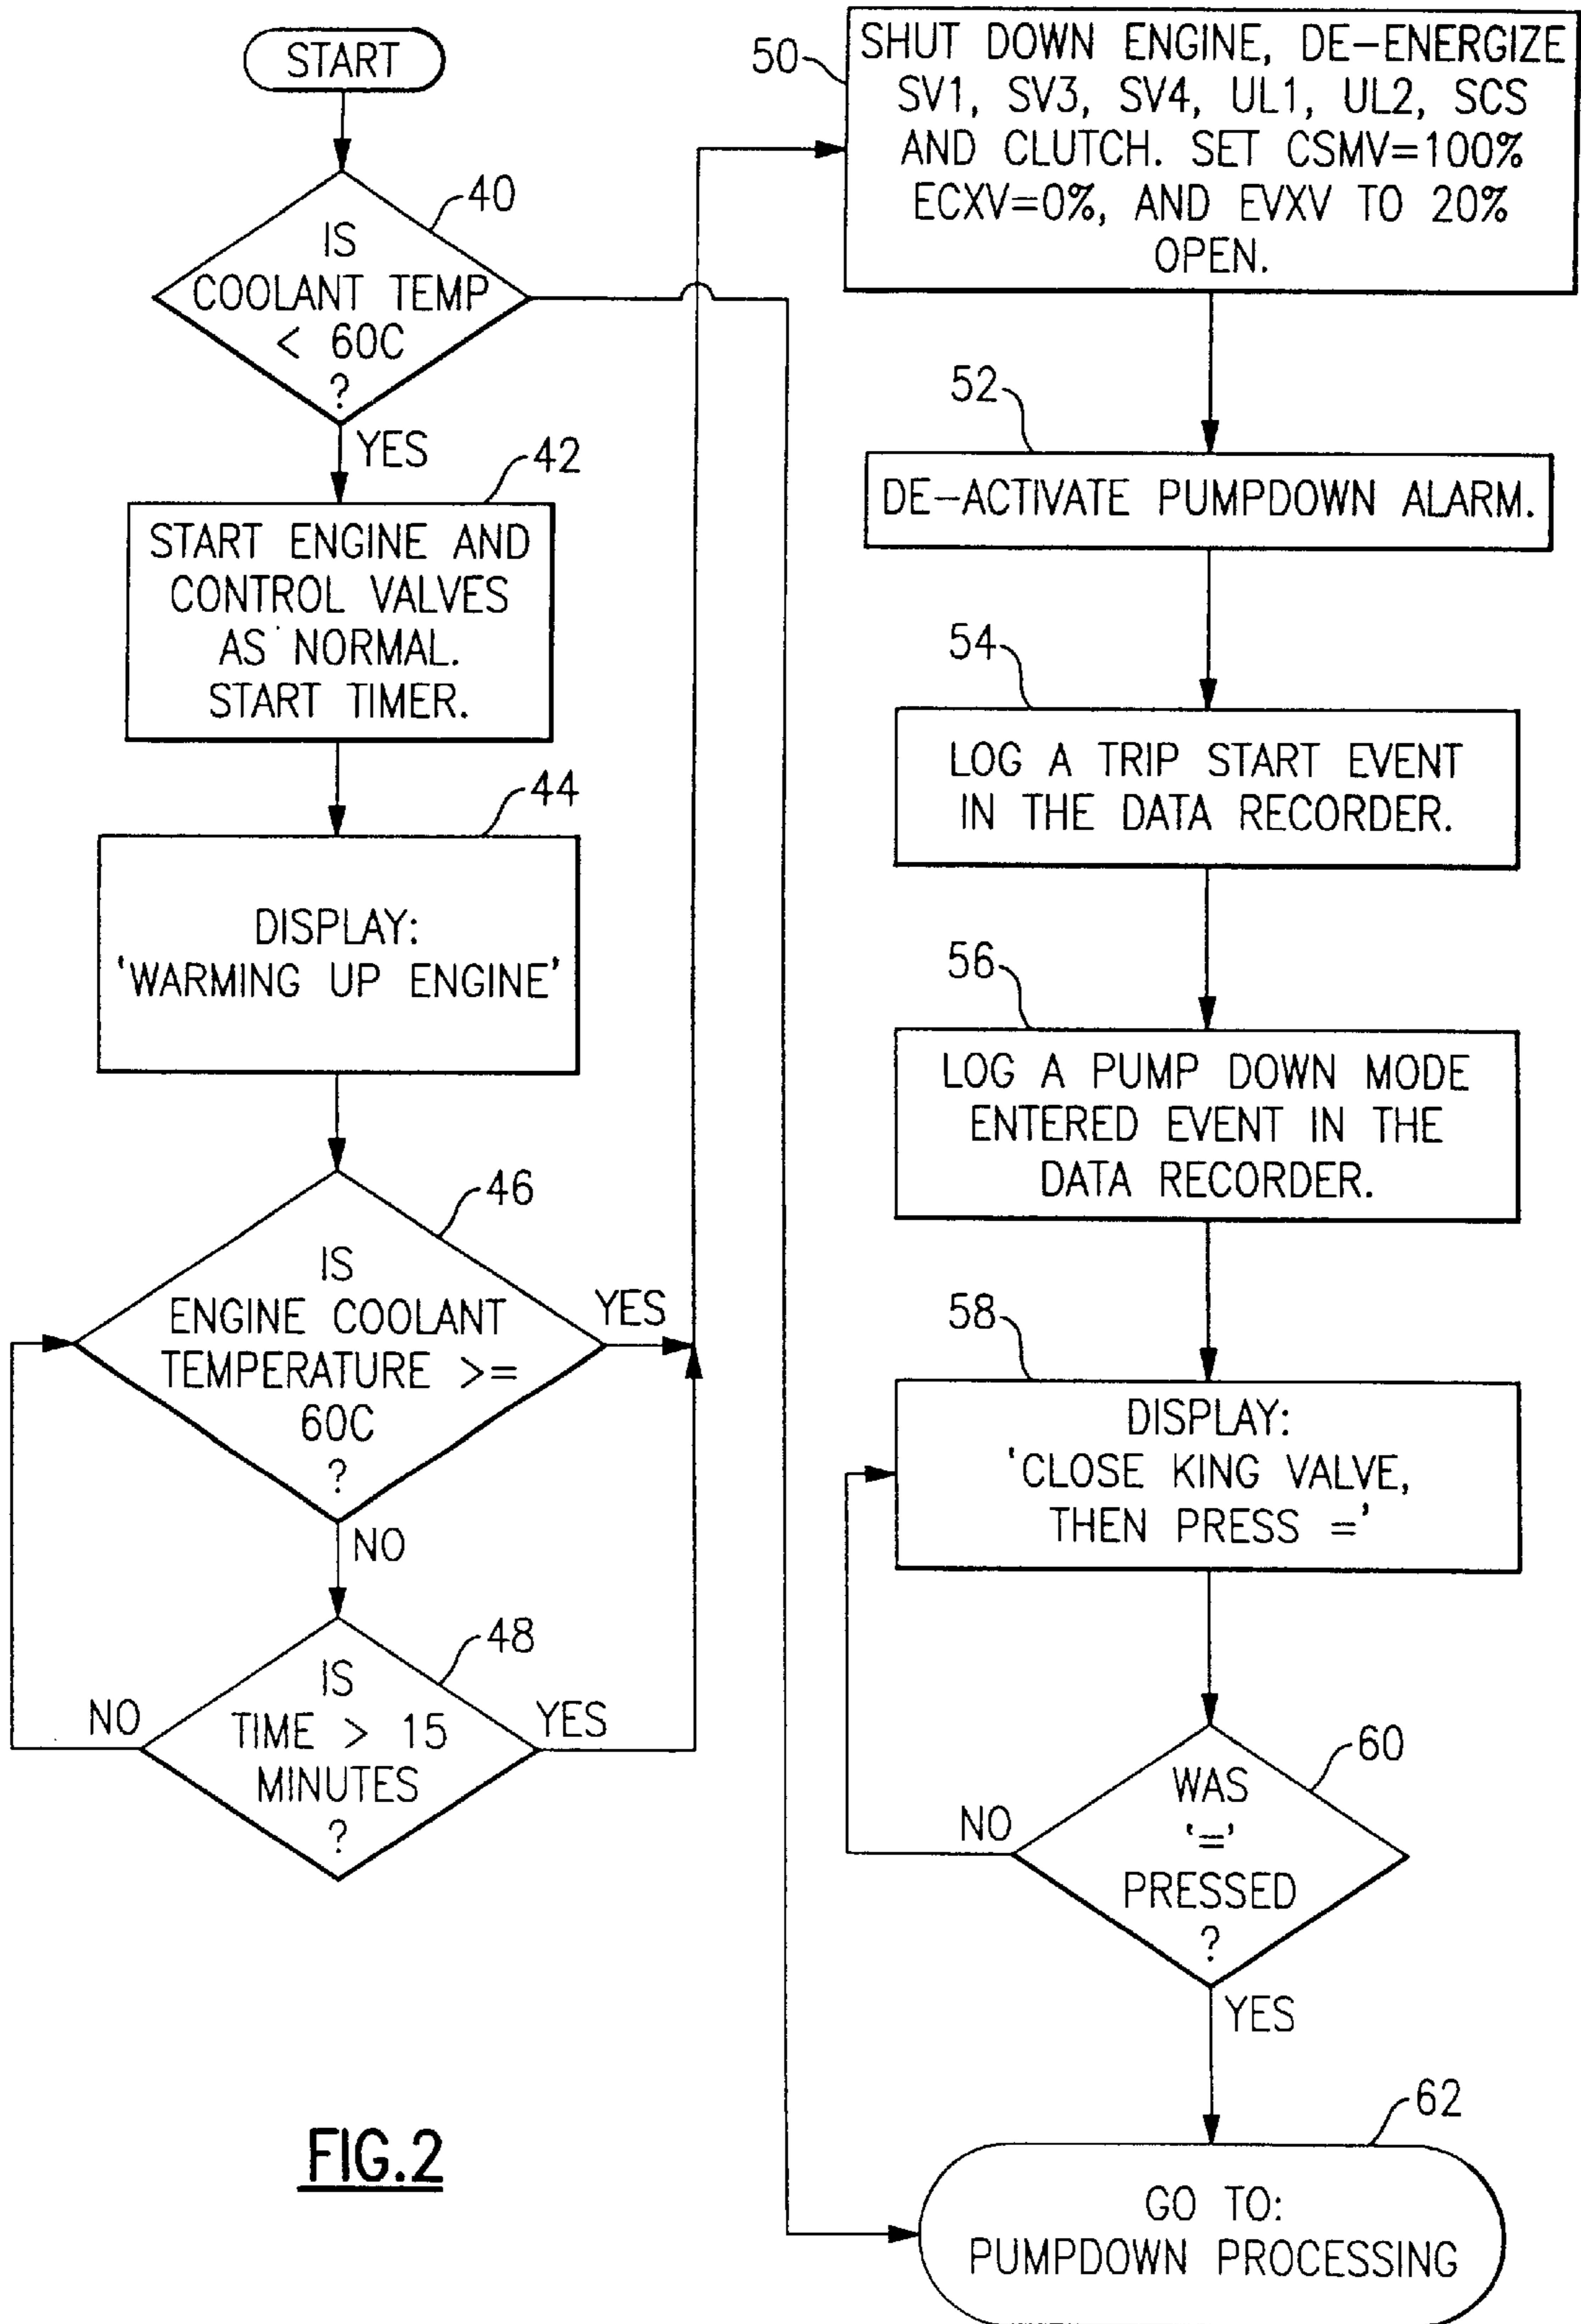 START
40
IS
COOLANT TEMP
< 60C
?
YES
42
START ENGINE AND
CONTROL VALVES
AS NORMAL.
START TIMER.
44
DISPLAY:
'WARMING UP ENGINE'
46
IS
ENGINE COOLANT
TEMPERATURE >=
60C
?
YES
NO
48
IS
TIME > 15
MINUTES
?
NO
YES
50
SHUT DOWN ENGINE, DE-ENERGIZE
SV1, SV3, SV4, UL1, UL2, SCS
AND CLUTCH. SET CSMV=100%
ECXV=0%, AND EVXV TO 20%
OPEN.
52
DE-ACTIVATE PUMPDOWN ALARM.
54
LOG A TRIP START EVENT
IN THE DATA RECORDER.
56
LOG A PUMP DOWN MODE
ENTERED EVENT IN THE
DATA RECORDER.
58
DISPLAY:
'CLOSE KING VALVE,
THEN PRESS ='
60
WAS
'='
PRESSED
?
NO
YES
62
GO TO:
PUMPDOWN PROCESSING
FIG.2